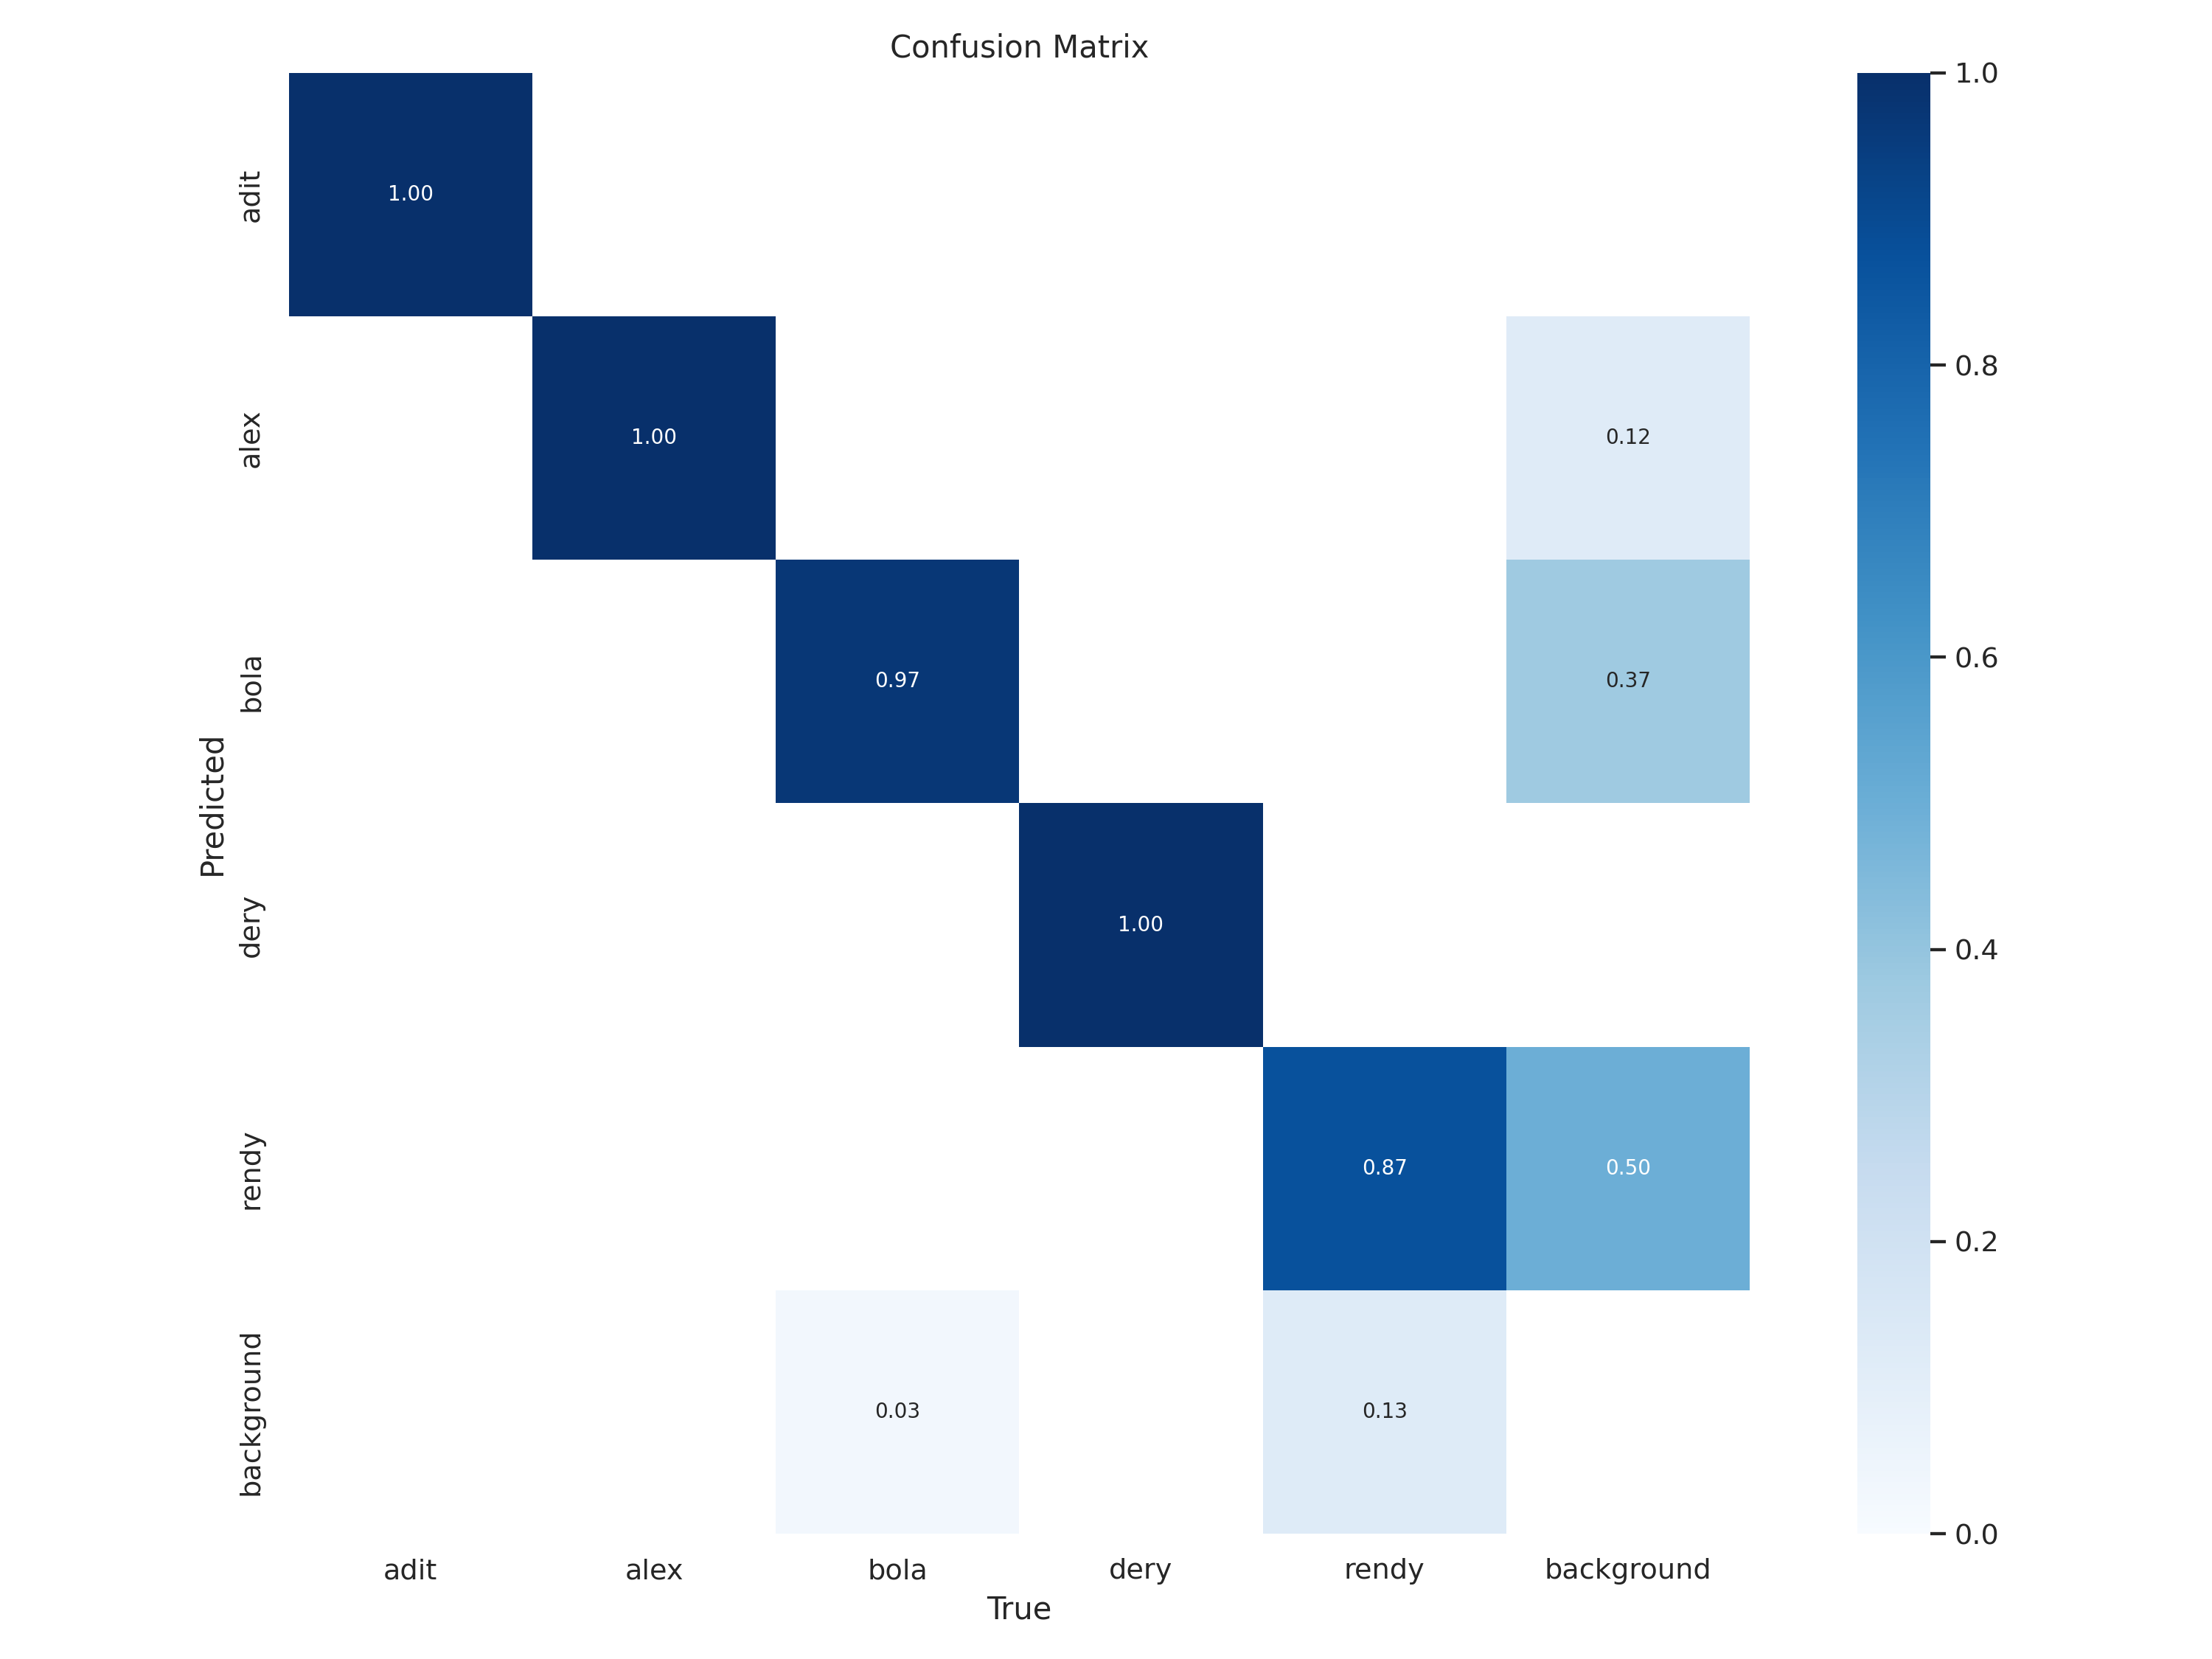 Confusion Matrix
adit
1.00
alex
1.00
0.12
bola
0.97
0.37
dery
1.00
rendy
0.87
0.50
background
0.03
0.13
Predicted
adit alex bola dery rendy background
True
1.0
0.8
0.6
0.4
0.2
0.0